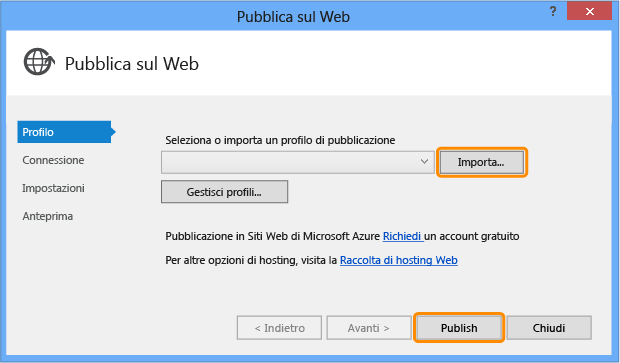 Pubblica sul Web
?
Pubblica sul Web
Profilo
Connessione
Impostazioni
Anteprima
Seleziona o importa un profilo di pubblicazione
Importa...
Gestisci profili...
Pubblicazione in Siti Web di Microsoft Azure Richiedi un account gratuito
Per altre opzioni di hosting, visita la Raccolta di hosting Web
< Indietro
Avanti >
Publish
Chiudi